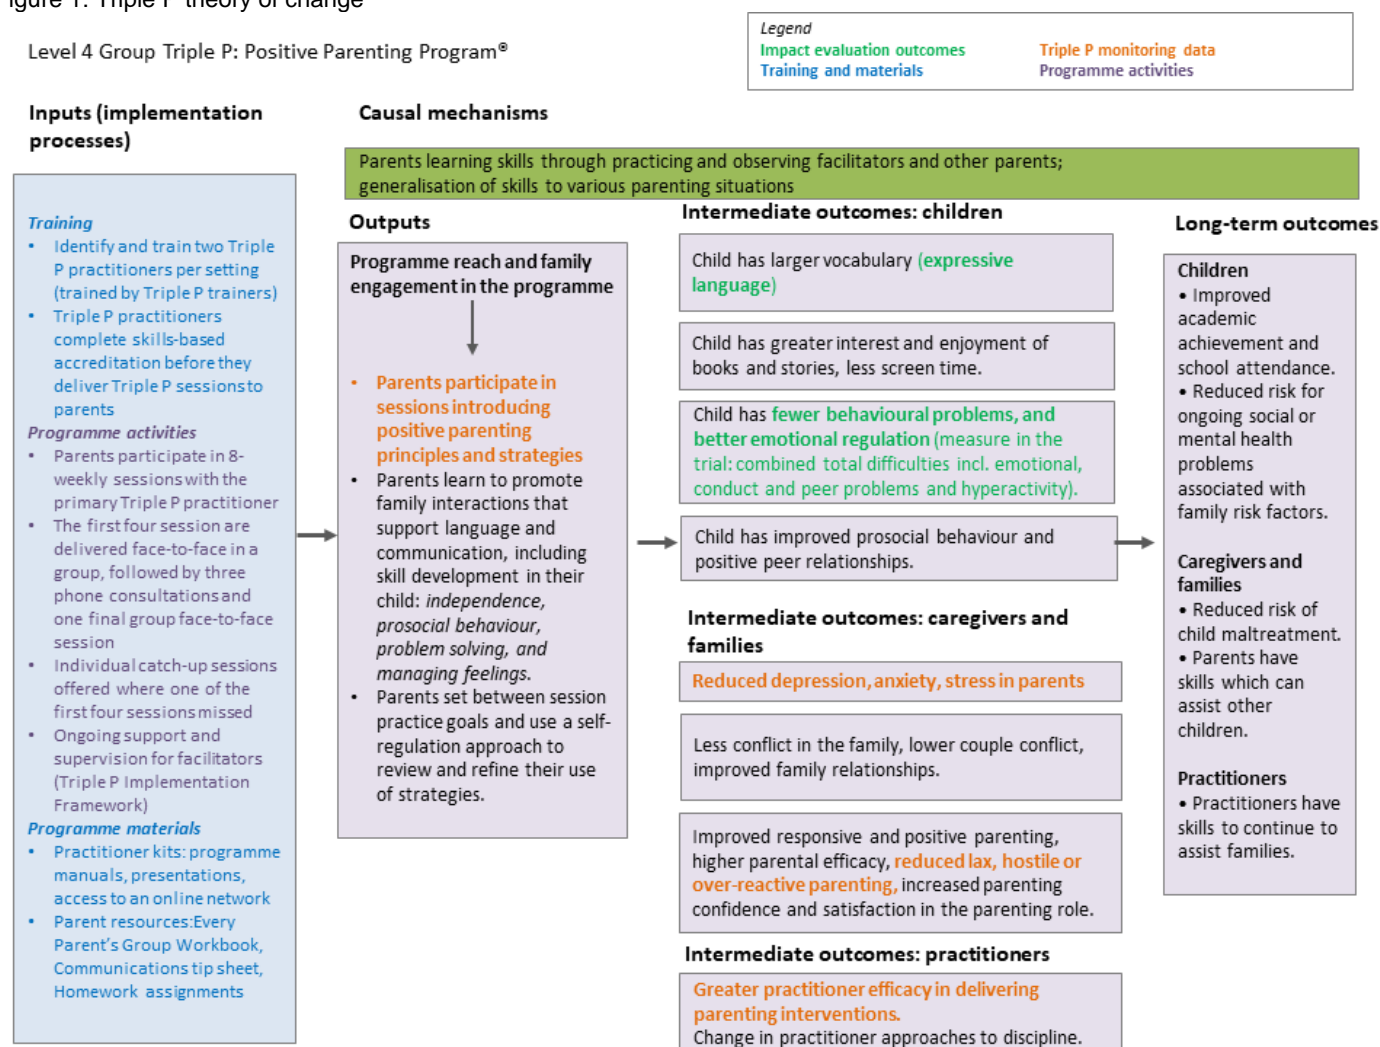 igure 1: Triple P theory of change
Level 4 Group Triple P: Positive Parenting Program®
Legend
Impact evaluation outcomes
Triple P monitoring data
Training and materials
Programme activities
Inputs (implementation
processes)
Training
• Identify and train two Triple
P practitioners per setting
(trained by Triple P trainers)
• Triple P practitioners
complete skills-based
accreditation before they
deliver Triple P sessions to
parents
Programme activities
• Parents participate in 8-
weekly sessions with the
primary Triple P practitioner
• The first four session are
delivered face-to-face in a
group, followed by three
phone consultations and
one final group face-to-face
session
• Individual catch-up sessions
offered where one of the
first four sessions missed
• Ongoing support and
supervision for facilitators
(Triple P Implementation
Framework)
Programme materials
• Practitioner kits: programme
manuals, presentations,
access to an online network
• Parent resources:Every
Parent's Group Workbook,
Communications tip sheet,
Homework assignments
Causal mechanisms
Parents learning skills through practicing and observing facilitators and other parents;
generalisation of skills to various parenting situations
Outputs
Programme reach and family
engagement in the programme
• Parents participate in
sessions introducing
positive parenting
principles and strategies
• Parents learn to promote
family interactions that
support language and
communication, including
skill development in their
child: independence,
prosocial behaviour,
problem solving, and
managing feelings.
• Parents set between session
practice goals and use a self-
regulation approach to
review and refine their use
of strategies.
Intermediate outcomes: children
Child has larger vocabulary (expressive
language)
Child has greater interest and enjoyment of
books and stories, less screen time.
Child has fewer behavioural problems, and
better emotional regulation (measure in the
trial: combined total difficulties incl. emotional,
conduct and peer problems and hyperactivity).
Child has improved prosocial behaviour and
positive peer relationships.
Intermediate outcomes: caregivers and
families
Reduced depression, anxiety, stress in parents
Less conflict in the family, lower couple conflict,
improved family relationships.
Improved responsive and positive parenting,
higher parental efficacy, reduced lax, hostile or
over-reactive parenting, increased parenting
confidence and satisfaction in the parenting role.
Intermediate outcomes: practitioners
Greater practitioner efficacy in delivering
parenting interventions.
Change in practitioner approaches to discipline.
Long-term outcomes
Children
• Improved
academic
achievement and
school attendance.
• Reduced risk for
ongoing social or
mental health
problems
associated with
family risk factors.
Caregivers and
families
• Reduced risk of
child maltreatment.
• Parents have
skills which can
assist other
children.
Practitioners
• Practitioners have
skills to continue to
assist families.